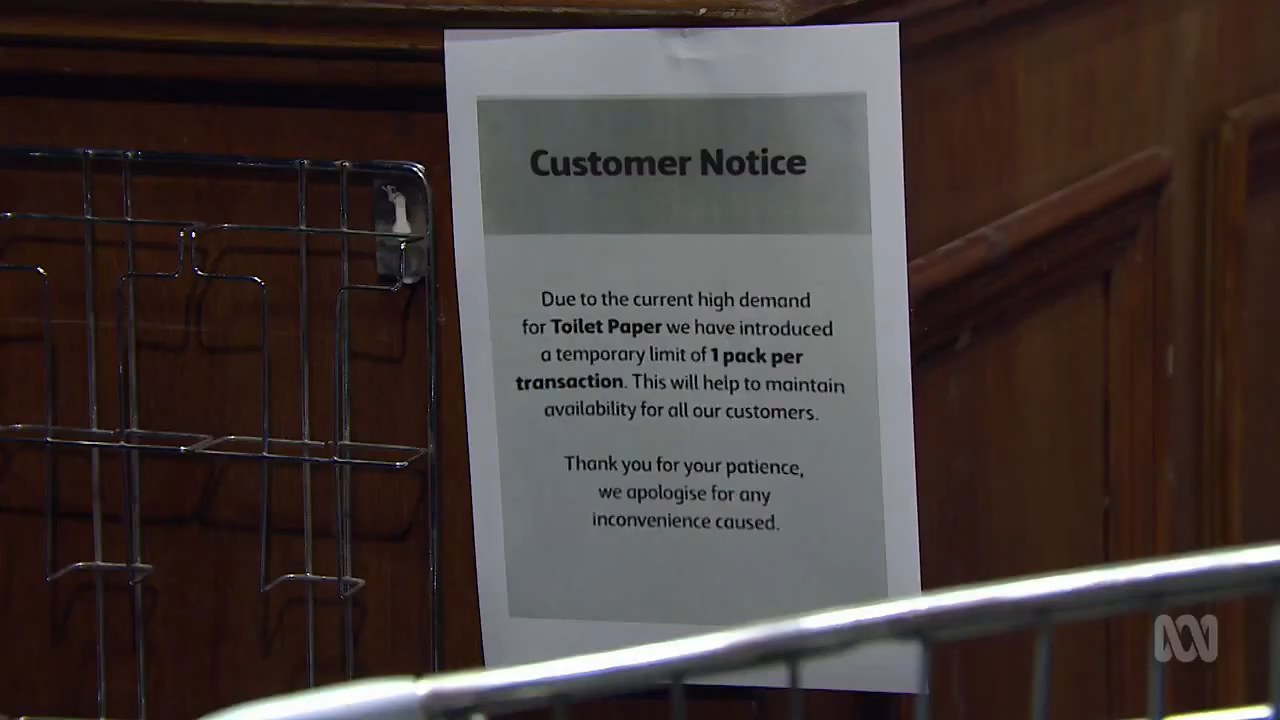 Customer Notice
Due to the current high demand
for Toilet Paper we have introduced
a temporary limit of 1 pack per
transaction. This will help to maintain
availability for all our customers.
Thank you for your patience,
we apologise for any
inconvenience caused.